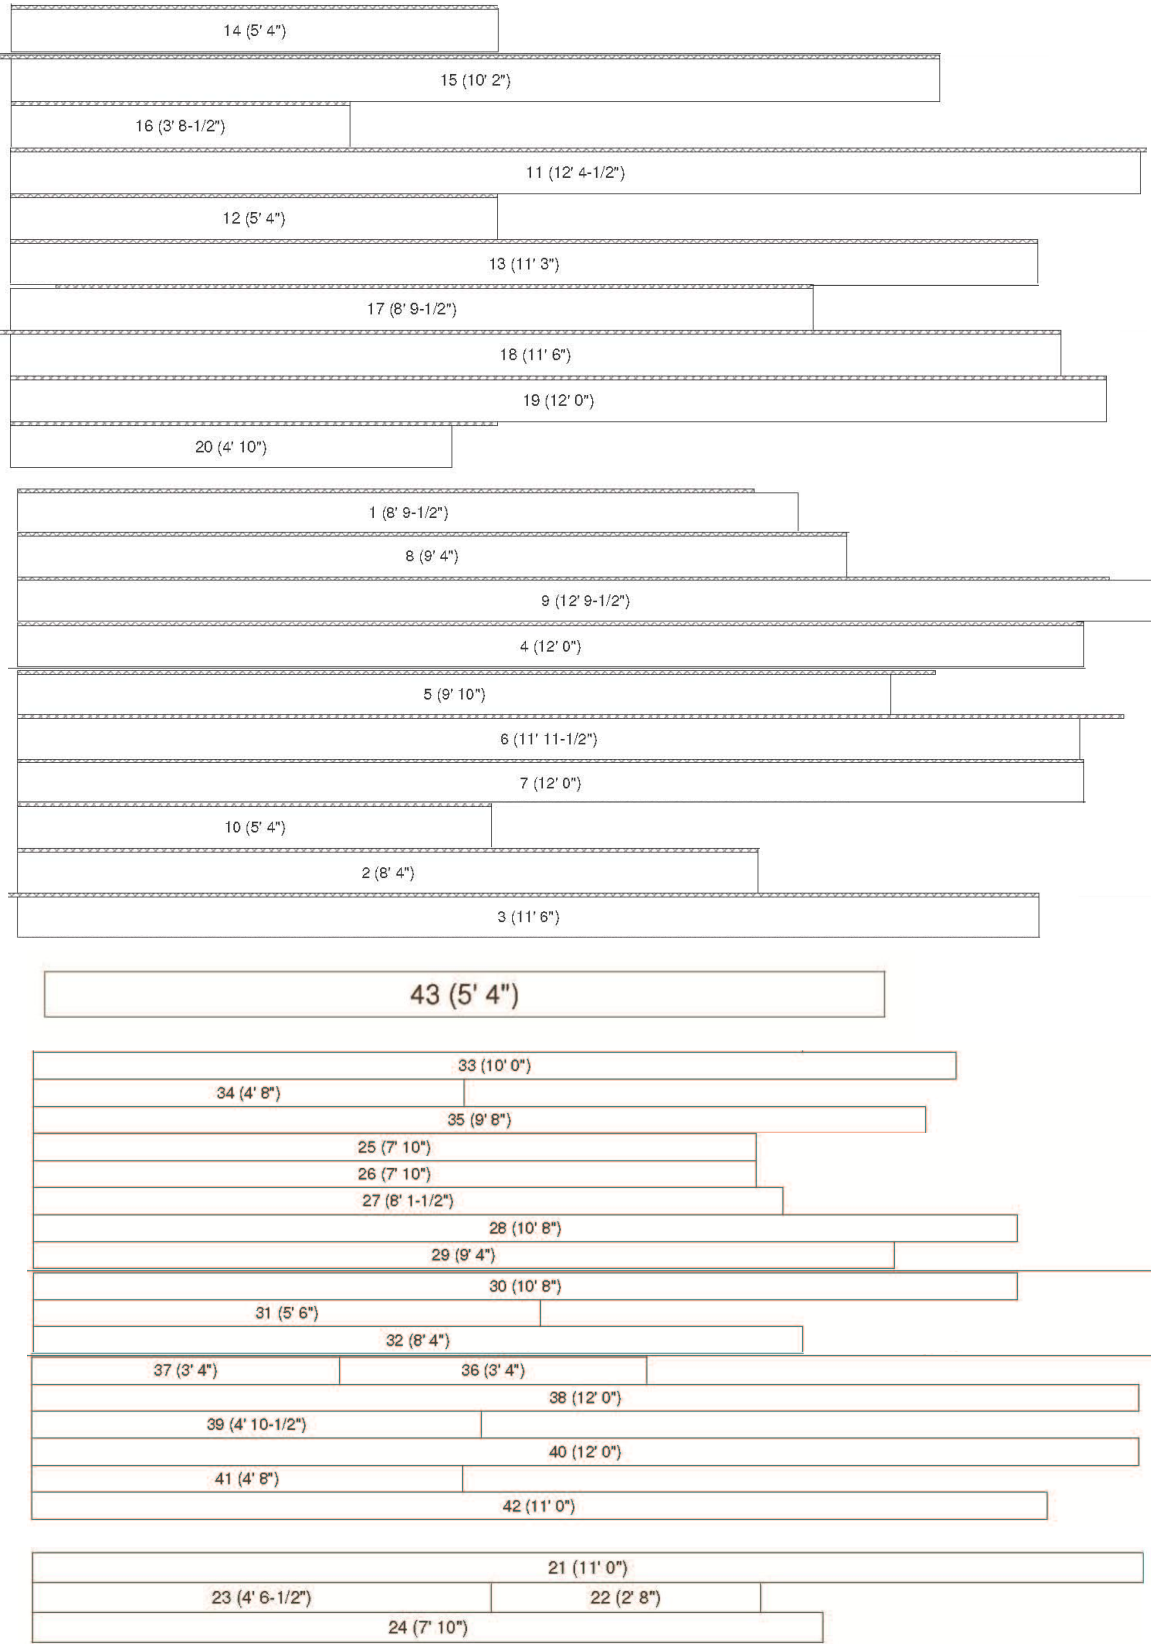 14 (5' 4")
15 (10' 2")
16 (3' 8-1/2")
11 (12' 4-1/2")
12 (5' 4")
13 (11' 3")
17 (8' 9-1/2")
18 (11' 6")
19 (12' 0")
20 (4' 10")
1 (8' 9-1/2")
8 (9' 4")
9 (12' 9-1/2")
4 (12' 0")
5 (9' 10")
6 (11' 11-1/2")
7 (12' 0")
10 (5' 4")
2 (8' 4")
3 (11' 6")
43 (5' 4")
33 (10' 0")
34 (4' 8")
35 (9' 8")
25 (7' 10")
26 (7' 10")
27 (8' 1-1/2")
28 (10' 8")
29 (9' 4")
30 (10' 8")
31 (5' 6")
32 (8' 4")
37 (3' 4") 36 (3' 4")
38 (12' 0")
39 (4' 10-1/2")
40 (12' 0")
41 (4' 8")
42 (11' 0")
21 (11' 0")
23 (4' 6-1/2") 22 (2' 8")
24 (7' 10")